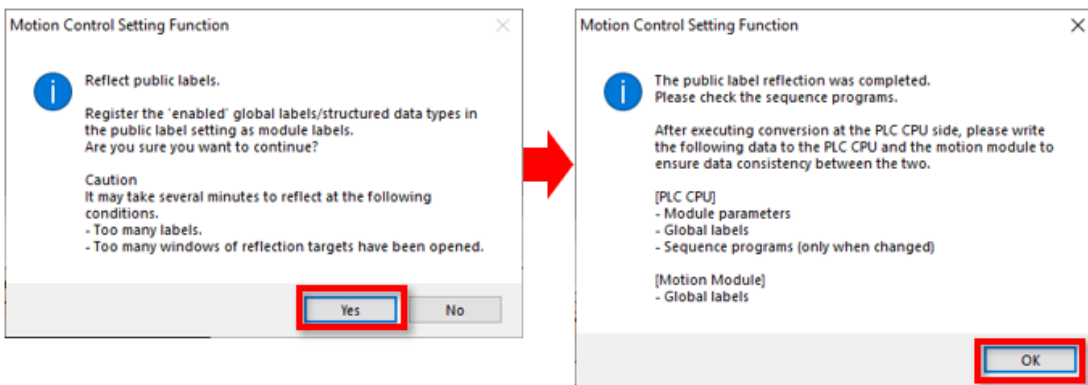 Motion Control Setting Function
Reflect public labels.
Register the 'enabled' global labels/structured data types in
the public label setting as module labels.
Are you sure you want to continue?
Caution
It may take several minutes to reflect at the following
conditions.
- Too many labels.
- Too many windows of reflection targets have been opened.
Yes
No
Motion Control Setting Function
The public label reflection was completed.
Please check the sequence programs.
After executing conversion at the PLC CPU side, please write
the following data to the PLC CPU and the motion module to
ensure data consistency between the two.
[PLC CPU]
- Module parameters
- Global labels
- Sequence programs (only when changed)
[Motion Module]
- Global labels
OK